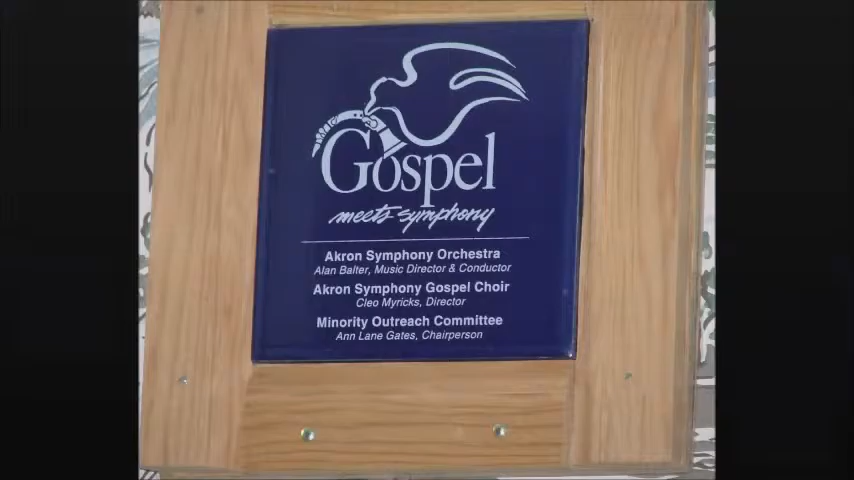 Gospel
meets symphony
Akron Symphony Orchestra
Alan Balter, Music Director & Conductor
Akron Symphony Gospel Choir
Cleo Myricks, Director
Minority Outreach Committee
Ann Lane Gates, Chairperson